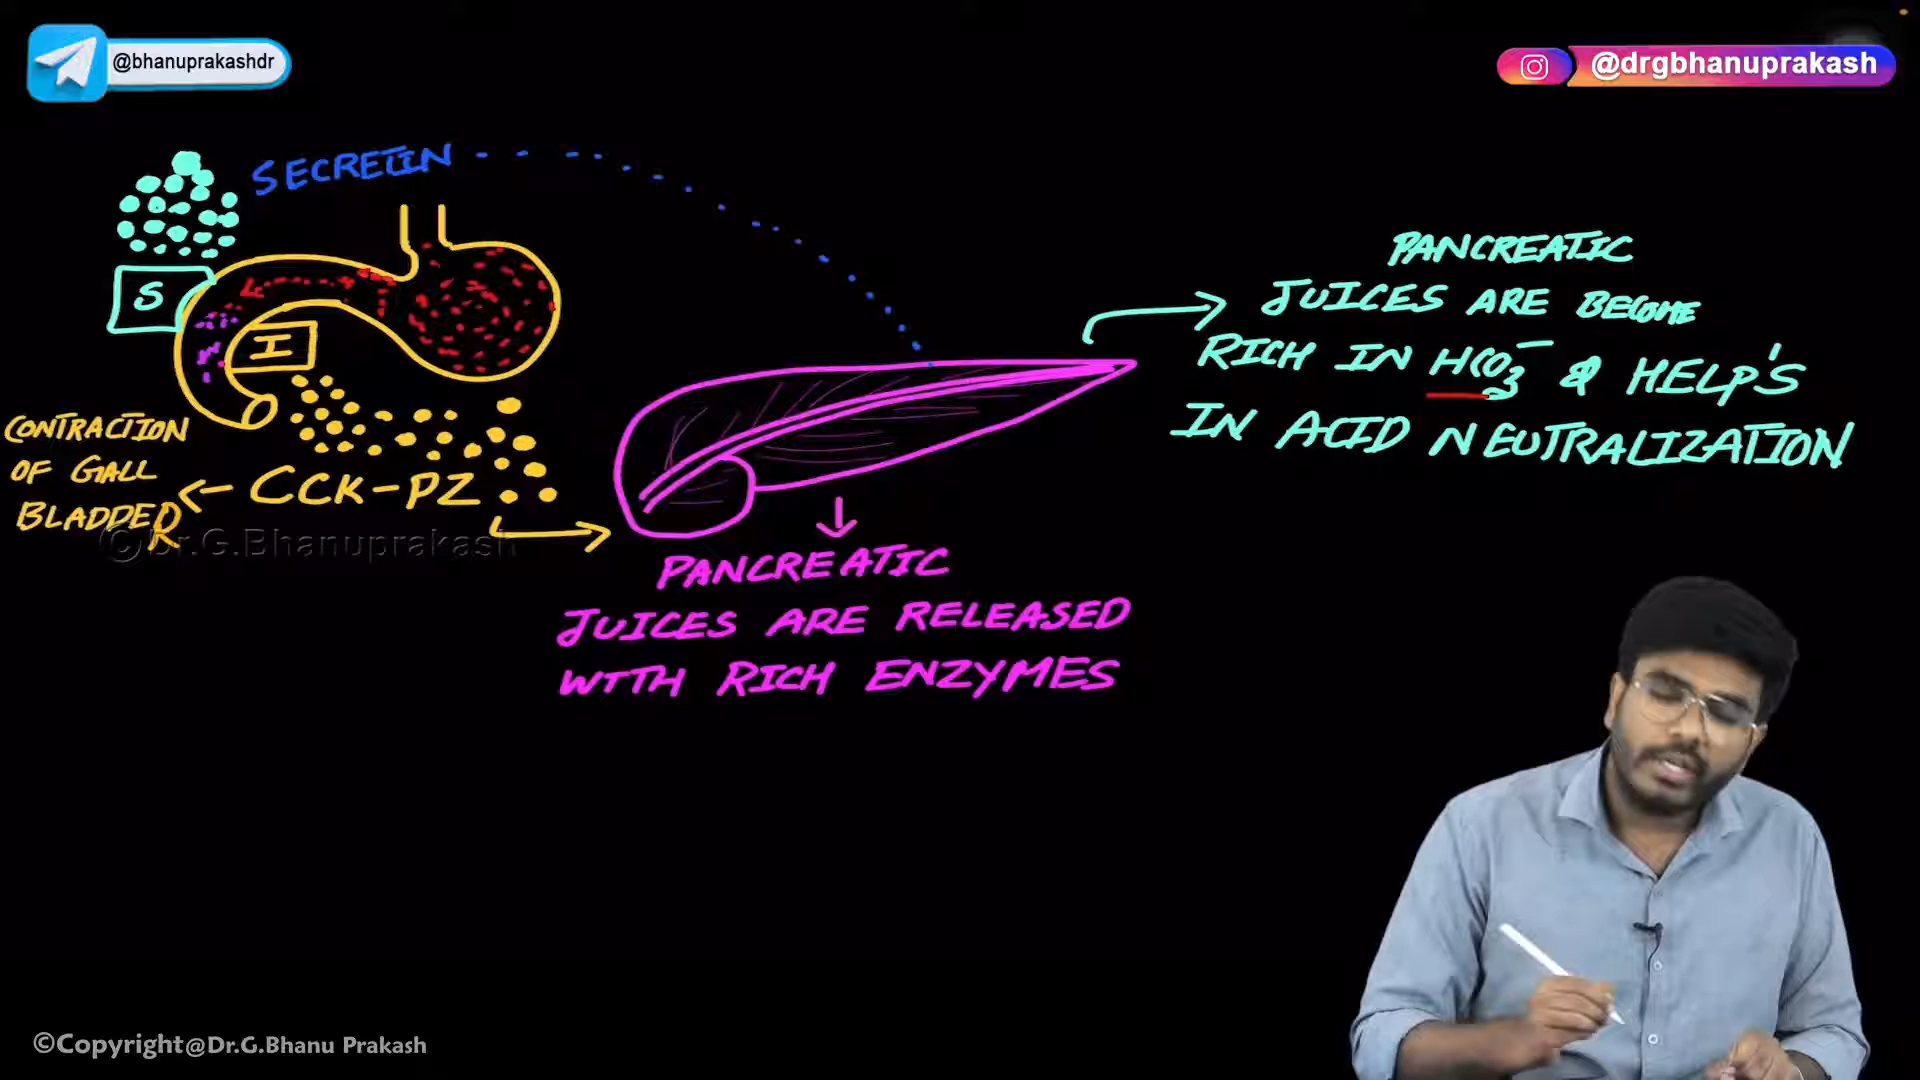 @bhanuprakashdr
@drgbhanuprakash
SECRETIN
S
I
CONTRACTION
OF GALL
BLADDER
CCK-PZ
©Dr.G.Bhanuprakash
PANCREATIC
JUICES ARE RELEASED
WITH RICH ENZYMES
PANCREATIC
JUICES ARE BECOME
RICH IN HCO₃⁻ & HELP'S
IN ACID NEUTRALIZATION
©Copyright@Dr.G.Bhanu Prakash